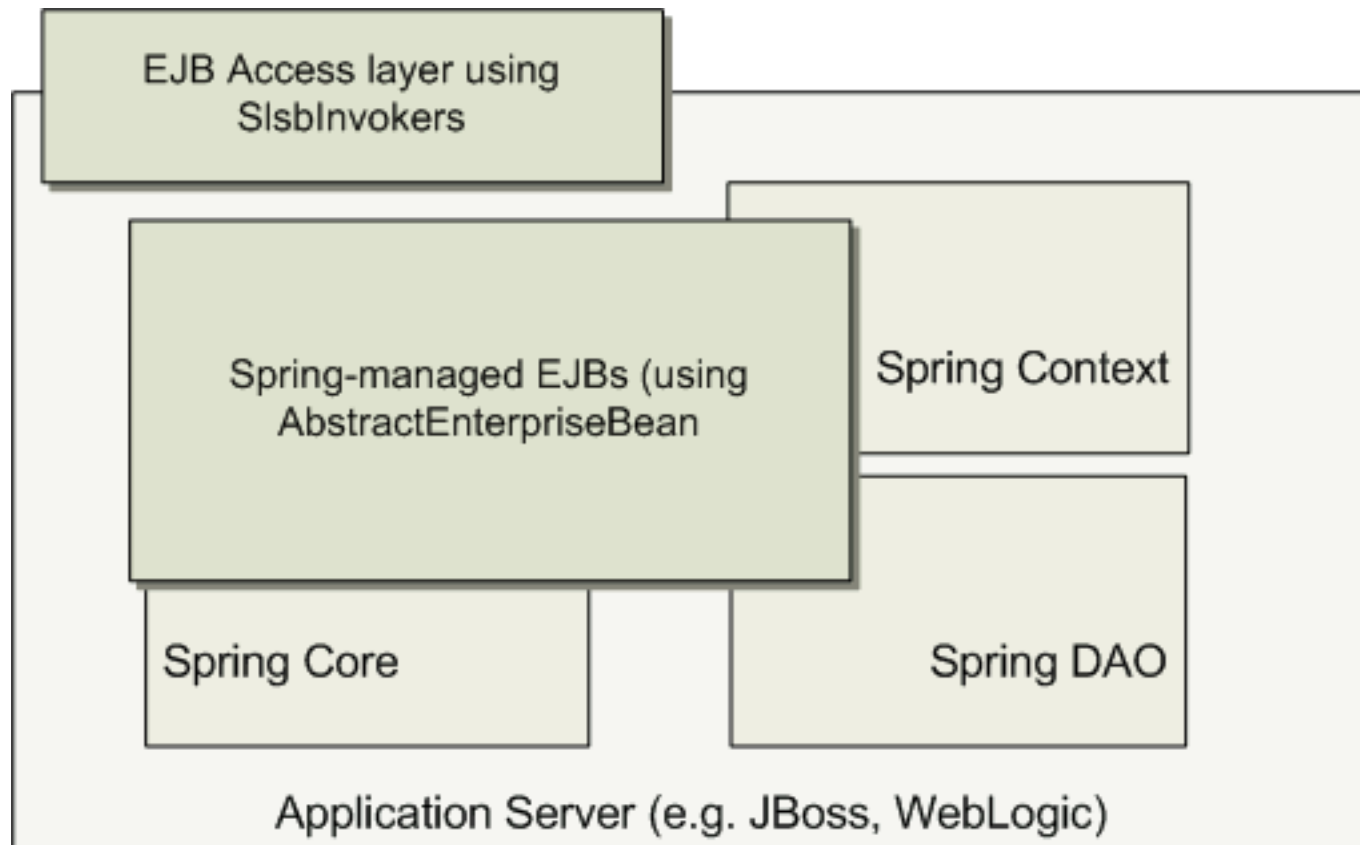 EJB Access layer using
SlsbInvokers
Spring Context
Spring-managed EJBs (using
AbstractEnterpriseBean
Spring Core
Spring DAO
Application Server (e.g. JBoss, WebLogic)